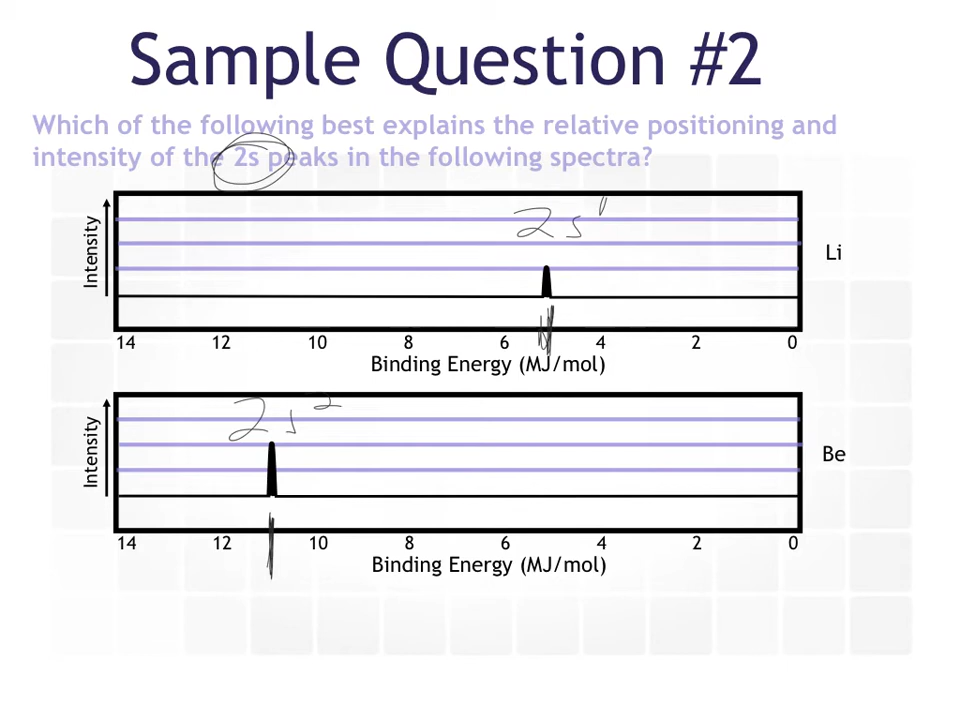 Sample Question #2
Which of the following best explains the relative positioning and
intensity of the 2s peaks in the following spectra?
2s¹
Intensity
Li
14 12 10 8 6 4 2 0
Binding Energy (MJ/mol)
2s²
Intensity
Be
14 12 10 8 6 4 2 0
Binding Energy (MJ/mol)